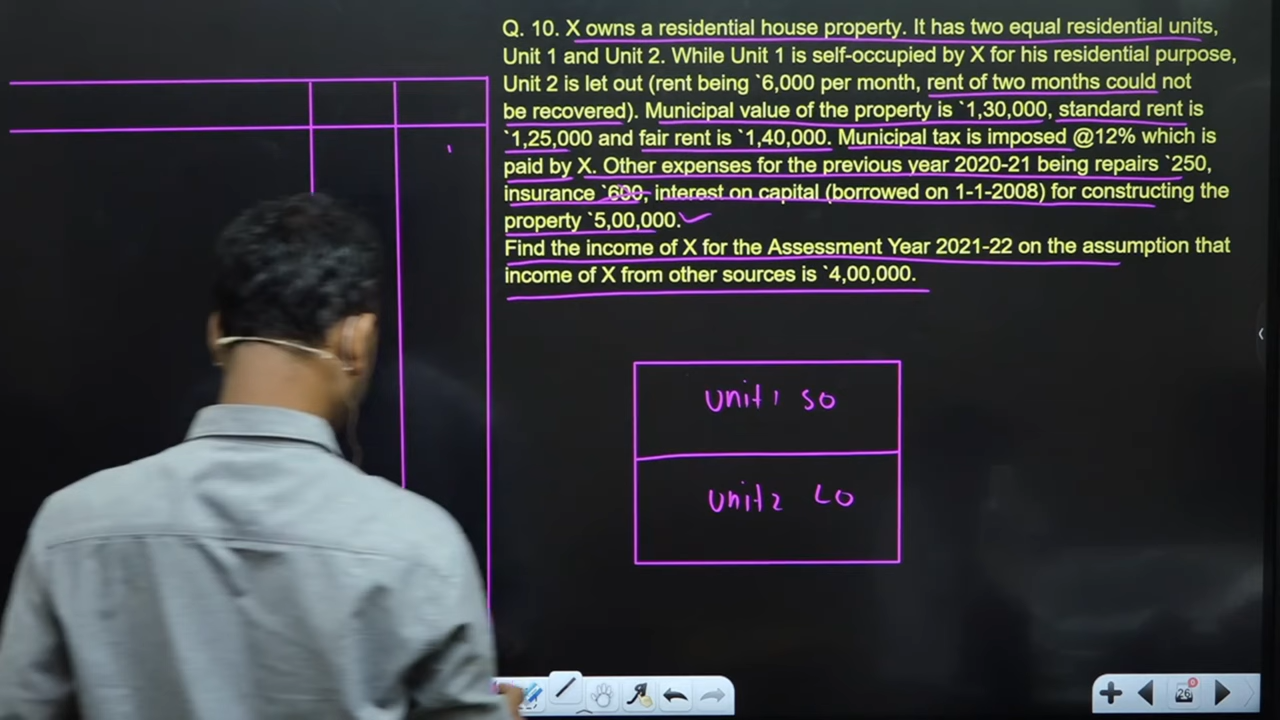 Q. 10. X owns a residential house property. It has two equal residential units,
Unit 1 and Unit 2. While Unit 1 is self-occupied by X for his residential purpose,
Unit 2 is let out (rent being `6,000 per month, rent of two months could not
be recovered). Municipal value of the property is `1,30,000, standard rent is
`1,25,000 and fair rent is `1,40,000. Municipal tax is imposed @12% which is
paid by X. Other expenses for the previous year 2020-21 being repairs `250,
insurance `600, interest on capital (borrowed on 1-1-2008) for constructing the
property `5,00,000.
Find the income of X for the Assessment Year 2021-22 on the assumption that
income of X from other sources is `4,00,000.
Unit 1 SO
Unit 2 LO
26